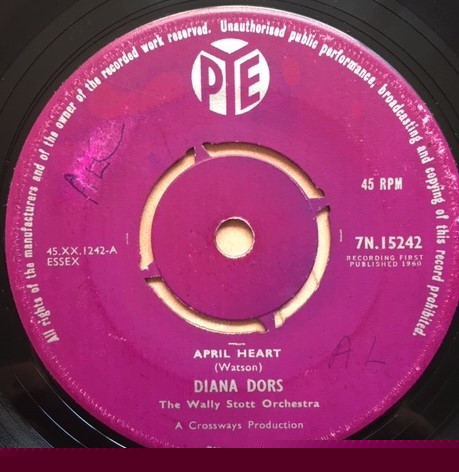 All rights of the manufacturers and of the owner of the recorded work reserved. Unauthorised public performance, broadcasting and copying of this record prohibited.
PYE
45 RPM
45.XX.1242-A
ESSEX
7N.15242
RECORDING FIRST
PUBLISHED 1960
APRIL HEART
(Watson)
A L
DIANA DORS
The Wally Stott Orchestra
A Crossways Production